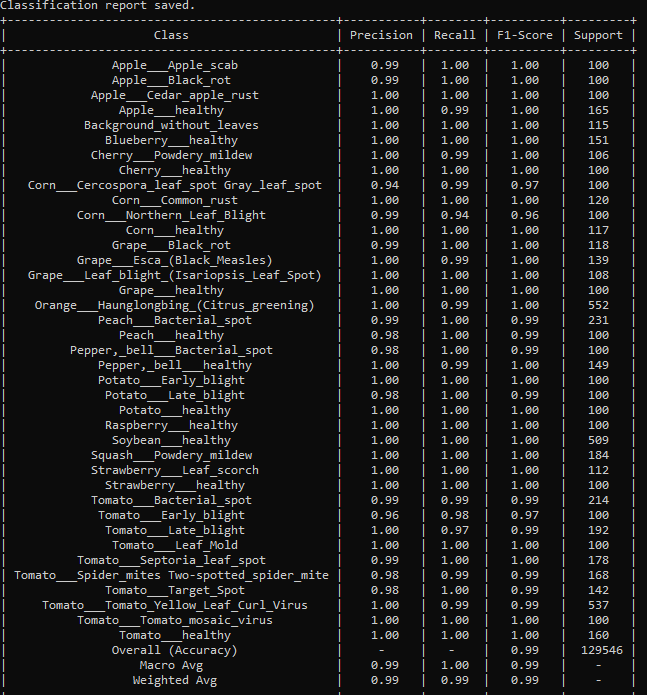 Classification report saved.
| Class | Precision | Recall | F1-Score | Support |
| Apple___Apple_scab | 0.99 | 1.00 | 1.00 | 100 |
| Apple___Black_rot | 0.99 | 1.00 | 1.00 | 100 |
| Apple___Cedar_apple_rust | 1.00 | 1.00 | 1.00 | 100 |
| Apple___healthy | 1.00 | 0.99 | 1.00 | 165 |
| Background_without_leaves | 1.00 | 1.00 | 1.00 | 115 |
| Blueberry___healthy | 1.00 | 1.00 | 1.00 | 151 |
| Cherry___Powdery_mildew | 1.00 | 0.99 | 1.00 | 106 |
| Cherry___healthy | 1.00 | 1.00 | 1.00 | 100 |
| Corn___Cercospora_leaf_spot Gray_leaf_spot | 0.94 | 0.99 | 0.97 | 100 |
| Corn___Common_rust | 1.00 | 1.00 | 1.00 | 120 |
| Corn___Northern_Leaf_Blight | 0.99 | 0.94 | 0.96 | 100 |
| Corn___healthy | 1.00 | 1.00 | 1.00 | 117 |
| Grape___Black_rot | 0.99 | 1.00 | 1.00 | 118 |
| Grape___Esca_(Black_Measles) | 1.00 | 0.99 | 1.00 | 139 |
| Grape___Leaf_blight_(Isariopsis_Leaf_Spot) | 1.00 | 1.00 | 1.00 | 108 |
| Grape___healthy | 1.00 | 1.00 | 1.00 | 100 |
| Orange___Haunglongbing_(Citrus_greening) | 1.00 | 0.99 | 1.00 | 552 |
| Peach___Bacterial_spot | 0.99 | 1.00 | 0.99 | 231 |
| Peach___healthy | 0.98 | 1.00 | 0.99 | 100 |
| Pepper,_bell___Bacterial_spot | 0.98 | 1.00 | 0.99 | 100 |
| Pepper,_bell___healthy | 1.00 | 0.99 | 1.00 | 149 |
| Potato___Early_blight | 1.00 | 1.00 | 1.00 | 100 |
| Potato___Late_blight | 0.98 | 1.00 | 0.99 | 100 |
| Potato___healthy | 1.00 | 1.00 | 1.00 | 100 |
| Raspberry___healthy | 1.00 | 1.00 | 1.00 | 100 |
| Soybean___healthy | 1.00 | 1.00 | 1.00 | 509 |
| Squash___Powdery_mildew | 1.00 | 1.00 | 1.00 | 184 |
| Strawberry___Leaf_scorch | 1.00 | 1.00 | 1.00 | 112 |
| Strawberry___healthy | 1.00 | 1.00 | 1.00 | 100 |
| Tomato___Bacterial_spot | 0.99 | 0.99 | 0.99 | 214 |
| Tomato___Early_blight | 0.96 | 0.98 | 0.97 | 100 |
| Tomato___Late_blight | 1.00 | 0.97 | 0.99 | 192 |
| Tomato___Leaf_Mold | 1.00 | 1.00 | 1.00 | 100 |
| Tomato___Septoria_leaf_spot | 0.99 | 1.00 | 0.99 | 178 |
| Tomato___Spider_mites Two-spotted_spider_mite | 0.98 | 0.99 | 0.99 | 168 |
| Tomato___Target_Spot | 0.98 | 1.00 | 0.99 | 142 |
| Tomato___Tomato_Yellow_Leaf_Curl_Virus | 1.00 | 0.99 | 0.99 | 537 |
| Tomato___Tomato_mosaic_virus | 1.00 | 1.00 | 1.00 | 100 |
| Tomato___healthy | 1.00 | 1.00 | 1.00 | 160 |
| Overall (Accuracy) | - | - | 0.99 | 129546 |
| Macro Avg | 0.99 | 1.00 | 0.99 | - |
| Weighted Avg | 0.99 | 0.99 | 0.99 | - |